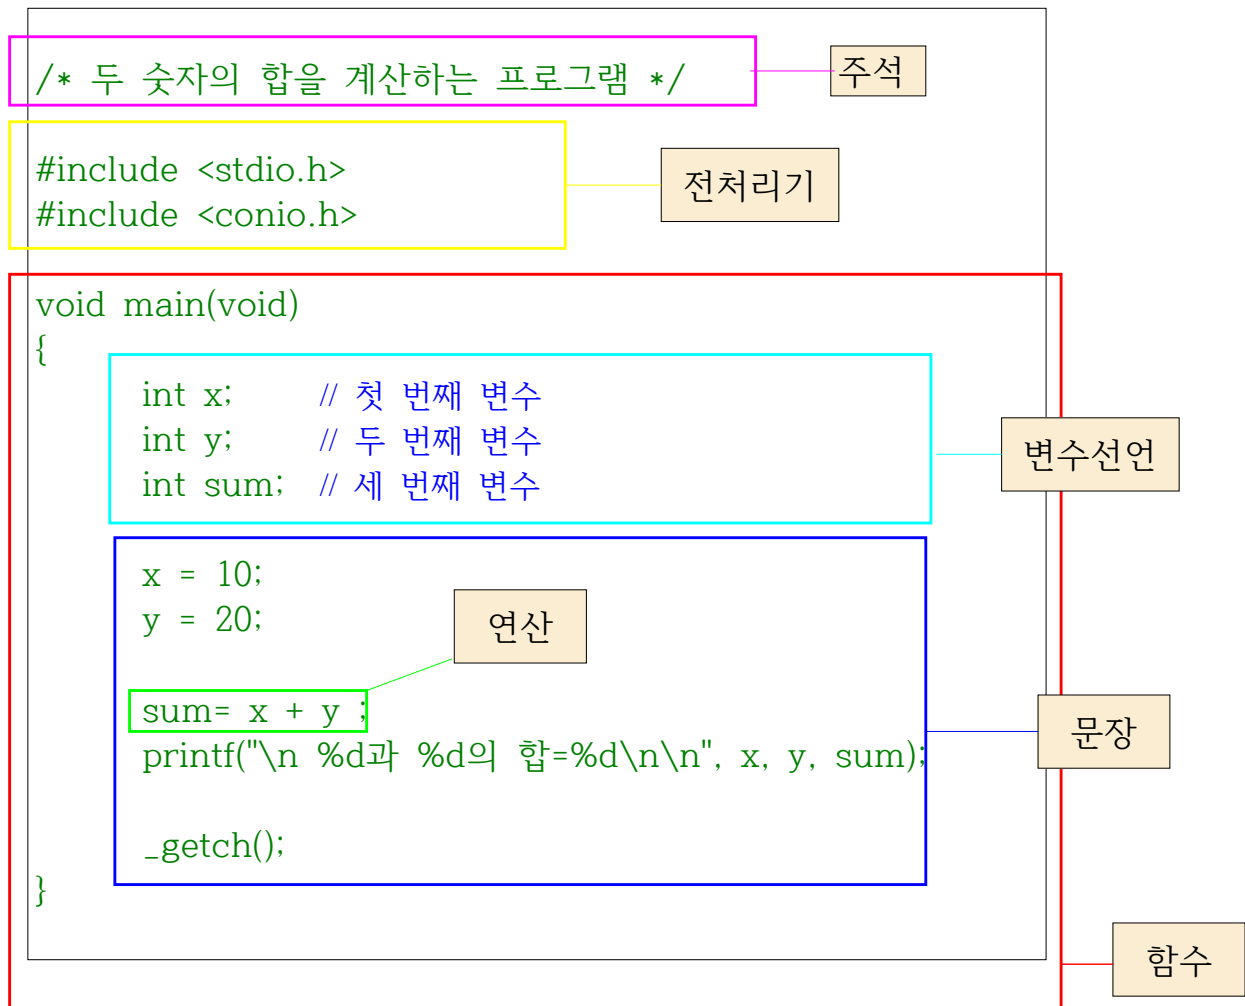 /* 두 숫자의 합을 계산하는 프로그램 */
주석
#include <stdio.h>
#include <conio.h>
전처리기
void main(void)
{
int x; // 첫 번째 변수
int y; // 두 번째 변수
int sum; // 세 번째 변수
변수선언
x = 10;
y = 20;
연산
sum= x + y ;
printf("\n %d과 %d의 합=%d\n\n", x, y, sum);
문장
_getch();
}
함수